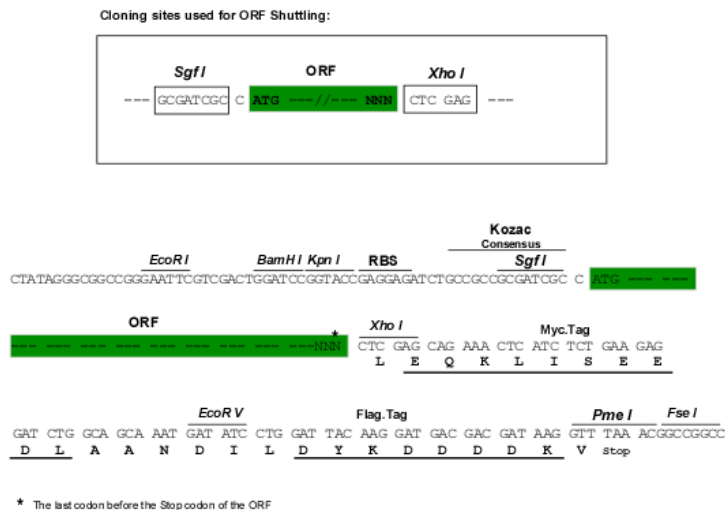 Cloning sites used for ORF Shuttling:
Sgf I ORF Xho I
--- GCGATCGC C ATG ---//--- NNN CTC GAG ---
Kozac
Consensus
EcoR I BamH I Kpn I RBS Sgf I
CTATAGGGCGGCCGGGAATTCGTCGACTGGATCCGGTACCGAGGAGATCTGCCGCCGCGATCGC C ATG --- ---
ORF
* Xho I Myc.Tag
--- --- --- --- --- --- --- --- --- ---NNN CTC GAG CAG AAA CTC ATC TCT GAA GAG
L E Q K L I S E E
EcoR V Flag.Tag Pme I Fse I
GAT CTG GCA GCA AAT GAT ATC CTG GAT TAC AAG GAT GAC GAC GAT AAG GTT TAA ACGGCCGGCC
D L A A N D I L D Y K D D D D K V Stop
* The last codon before the Stop codon of the ORF